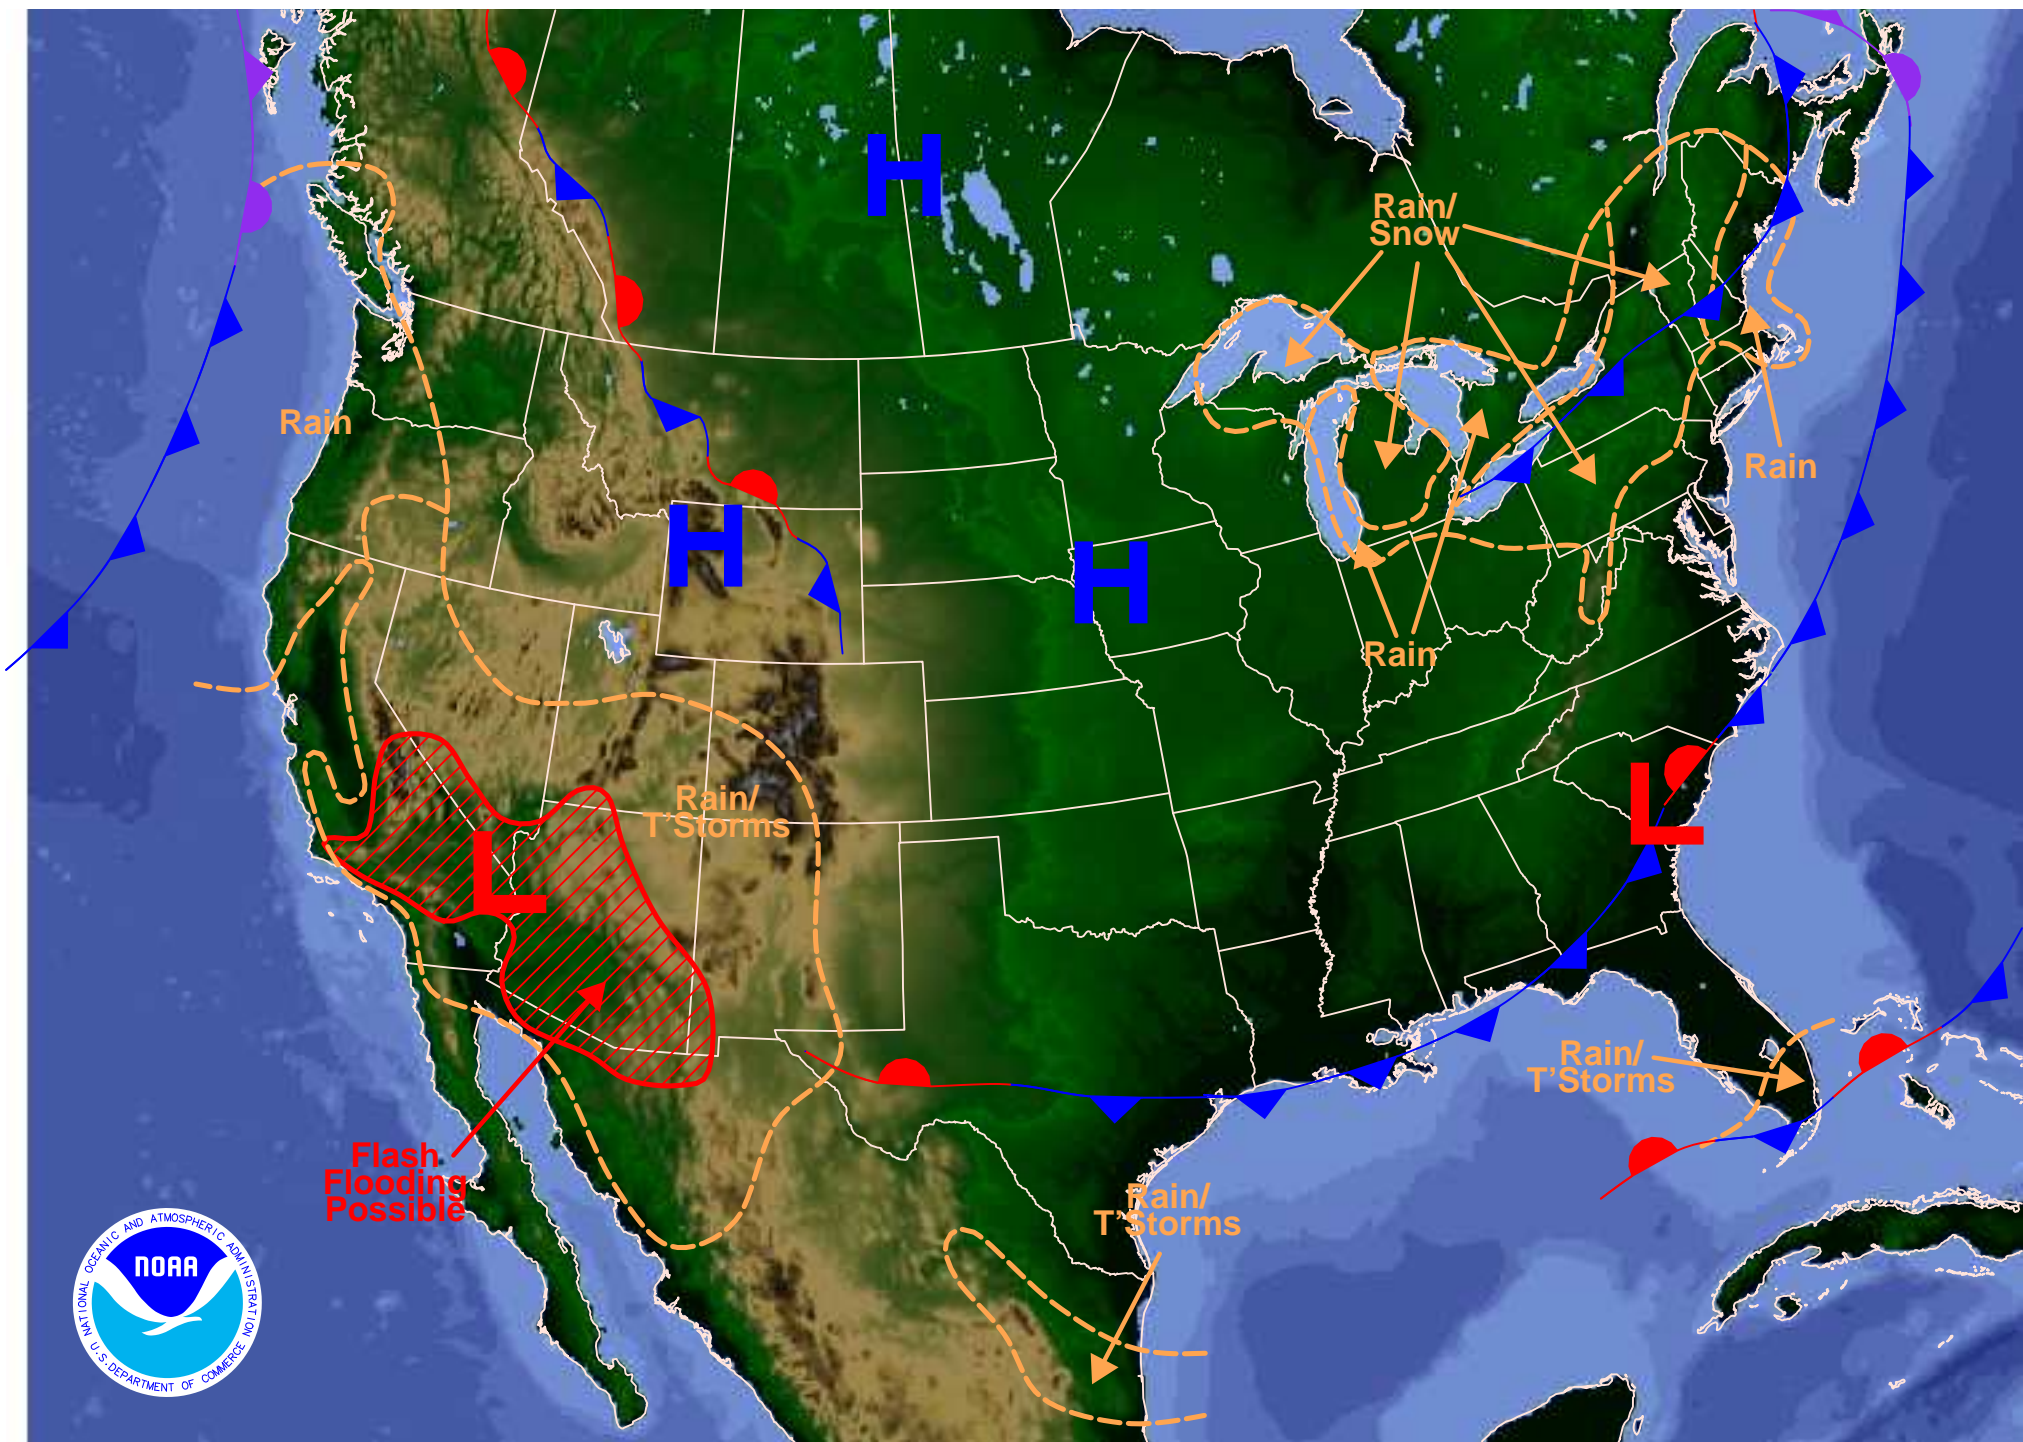 H
Rain/
Snow
Rain
Rain
H
H
Rain
Rain/
T'Storms
L
L
Rain/
T'Storms
Flash
Flooding
Possible
Rain/
T'Storms
NATIONAL OCEANIC AND ATMOSPHERIC ADMINISTRATION
NOAA
U.S. DEPARTMENT OF COMMERCE